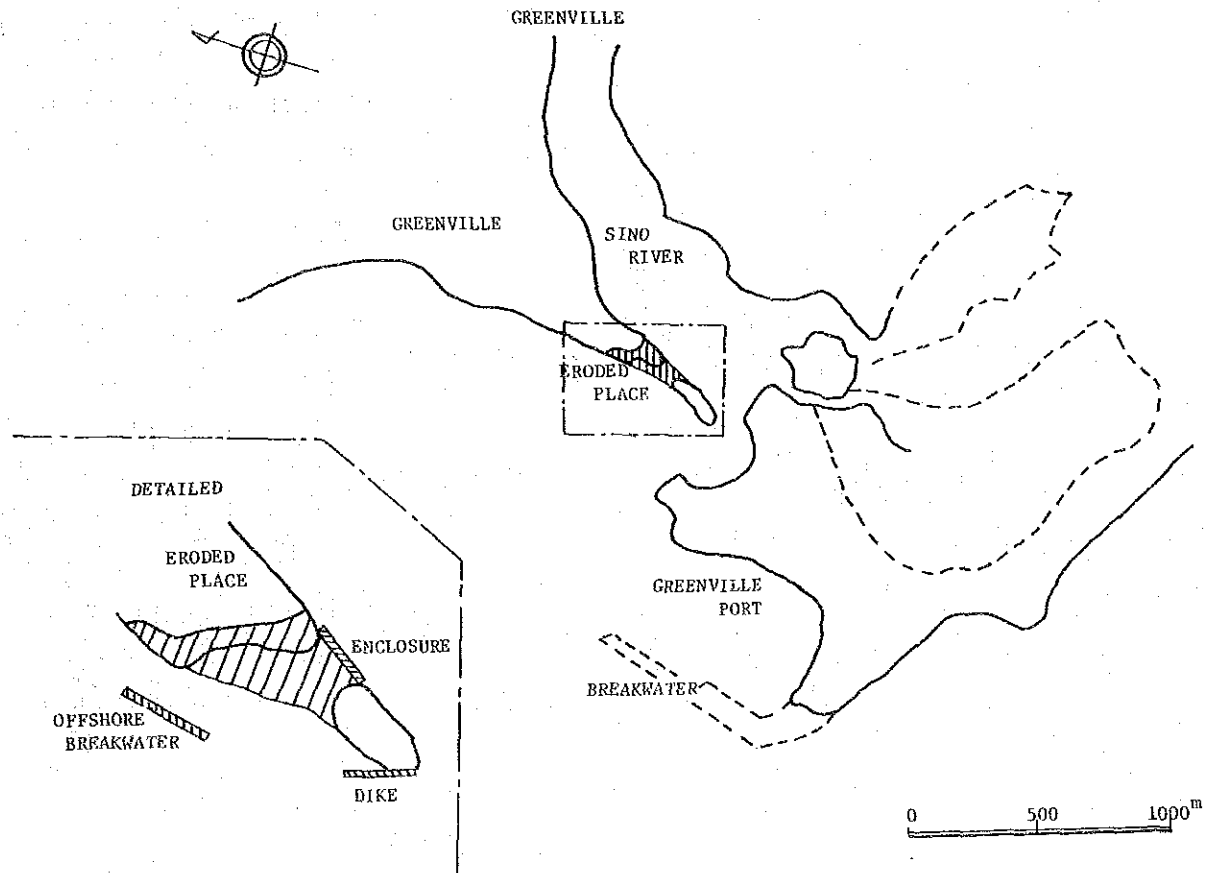 GREENVILLE
GREENVILLE
SINO
RIVER
ERODED
PLACE
DETAILED
ERODED
PLACE
ENCLOSURE
OFFSHORE
BREAKWATER
DIKE
GREENVILLE
PORT
BREAKWATER
0 500 1000m